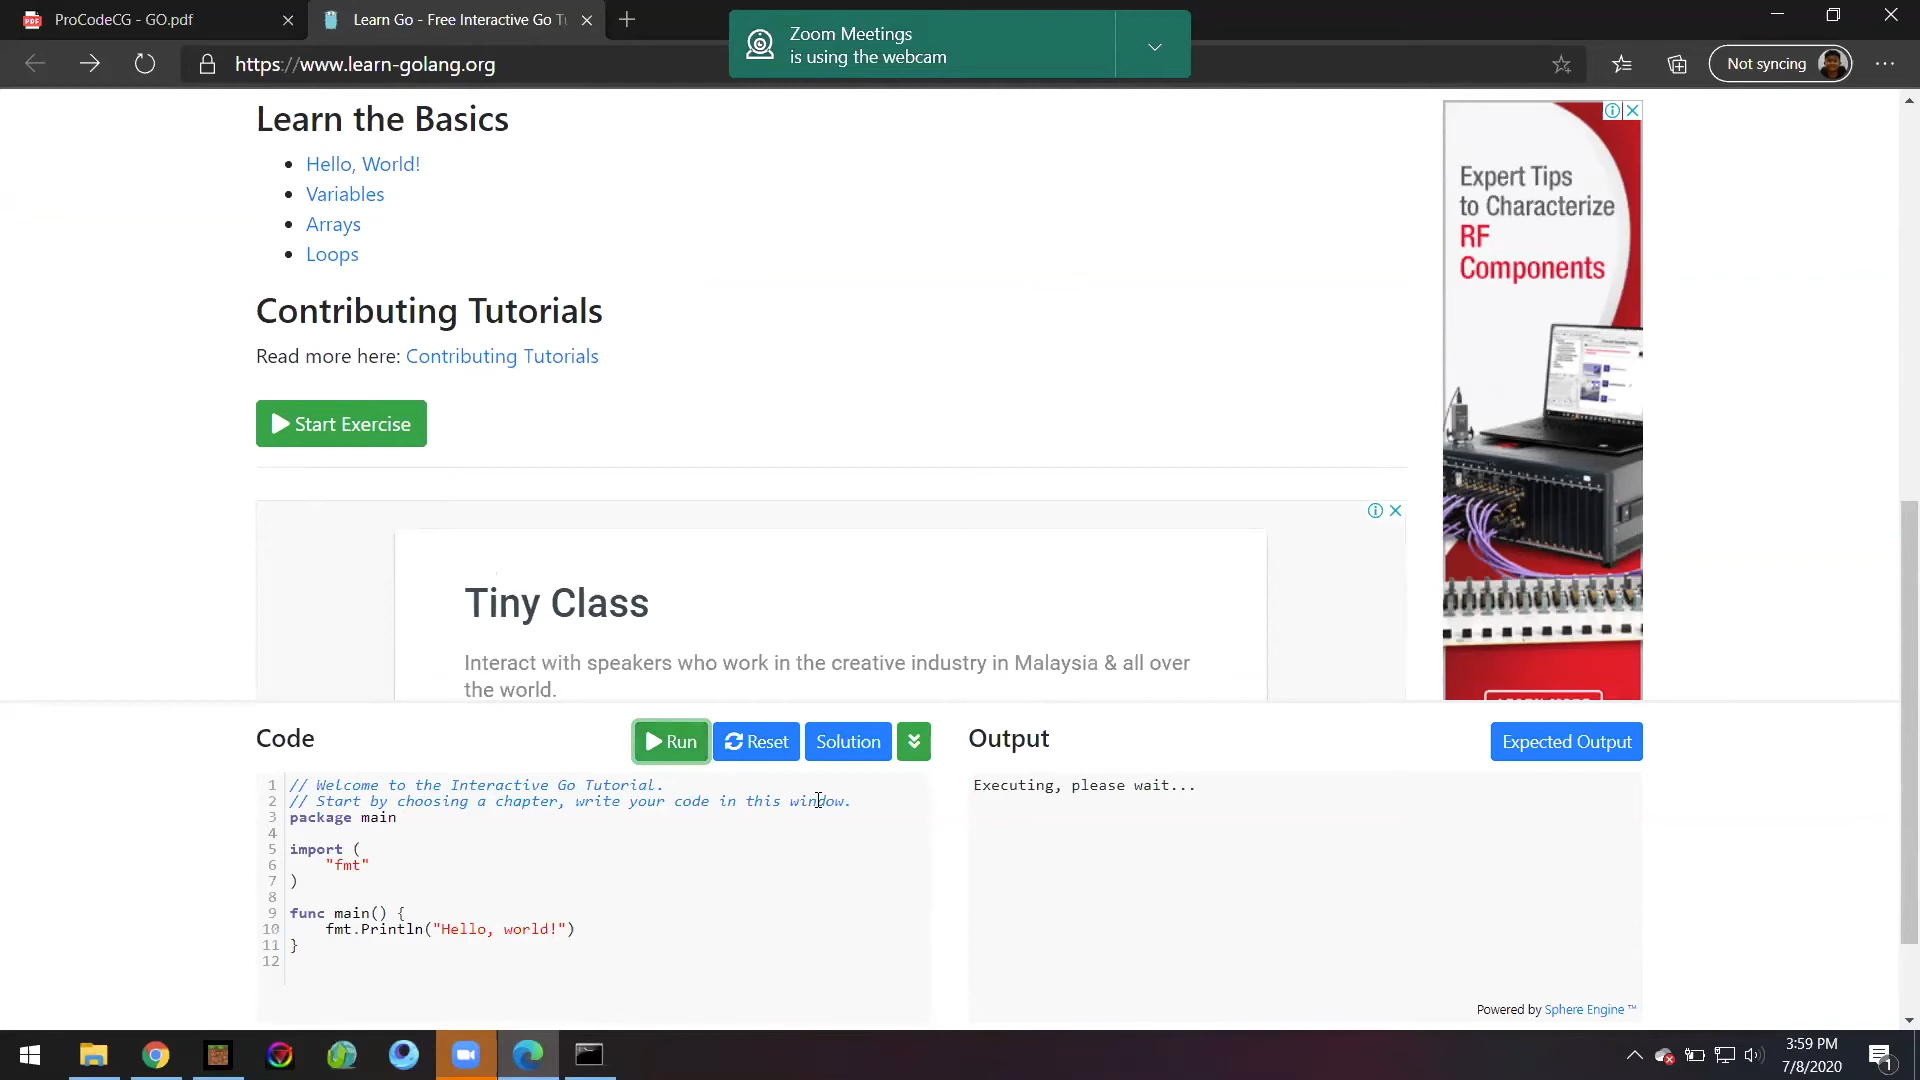 ProCodeCG - GO.pdf
Learn Go - Free Interactive Go Tu
Zoom Meetings
is using the webcam
https://www.learn-golang.org
Not syncing
Learn the Basics
Hello, World!
Variables
Arrays
Loops
Contributing Tutorials
Read more here: Contributing Tutorials
Start Exercise
Expert Tips
to Characterize
RF
Components
Tiny Class
Interact with speakers who work in the creative industry in Malaysia & all over
the world.
Code
Run
Reset
Solution
Output
Expected Output
1 // Welcome to the Interactive Go Tutorial.
2 // Start by choosing a chapter, write your code in this window.
3 package main
4
5 import (
6 "fmt"
7 )
8
9 func main() {
10 fmt.Println("Hello, world!")
11 }
12
Executing, please wait...
Powered by Sphere Engine ™
3:59 PM
7/8/2020
1